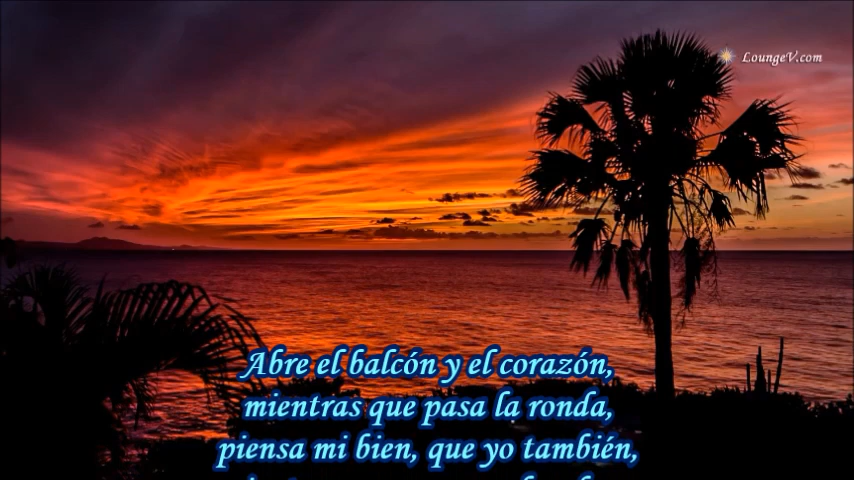 LoungeV.com
Abre el balcón y el corazón,
mientras que pasa la ronda,
piensa mi bien, que yo también,